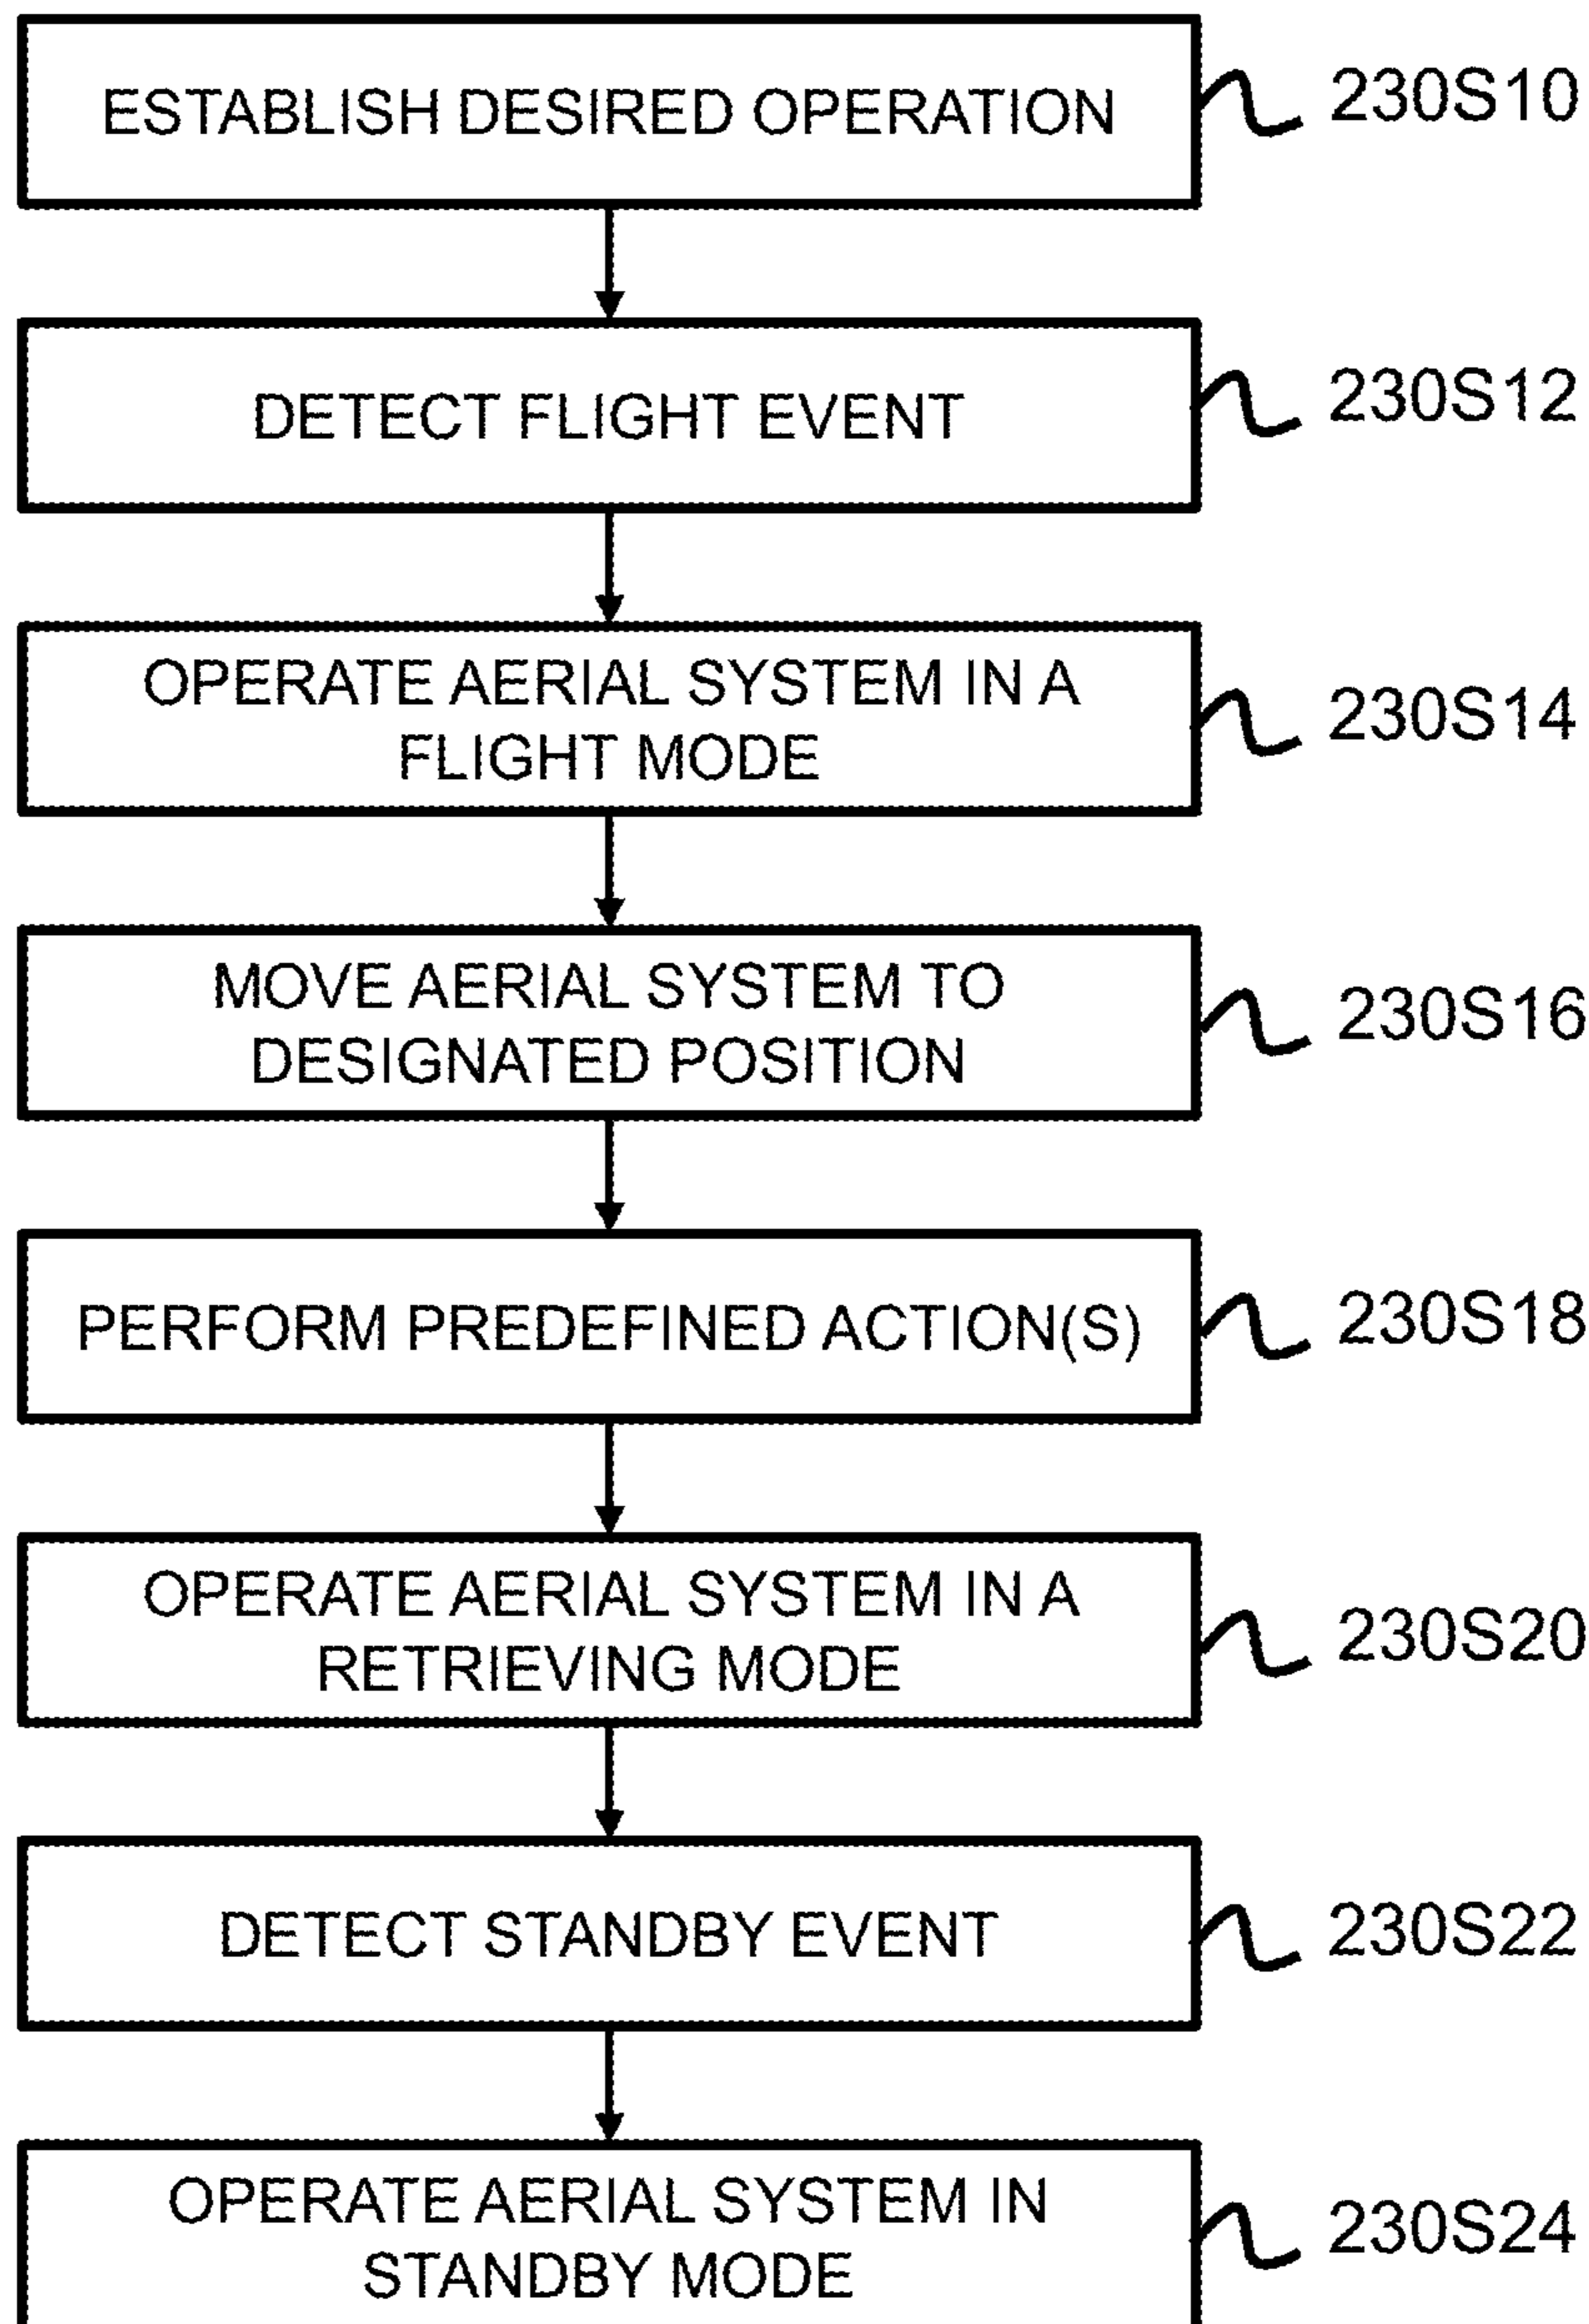 ESTABLISH DESIRED OPERATION
230S10
DETECT FLIGHT EVENT
230S12
OPERATE AERIAL SYSTEM IN A
FLIGHT MODE
230S14
MOVE AERIAL SYSTEM TO
DESIGNATED POSITION
230S16
PERFORM PREDEFINED ACTION(S)
230S18
OPERATE AERIAL SYSTEM IN A
RETRIEVING MODE
230S20
DETECT STANDBY EVENT
230S22
OPERATE AERIAL SYSTEM IN
STANDBY MODE
230S24